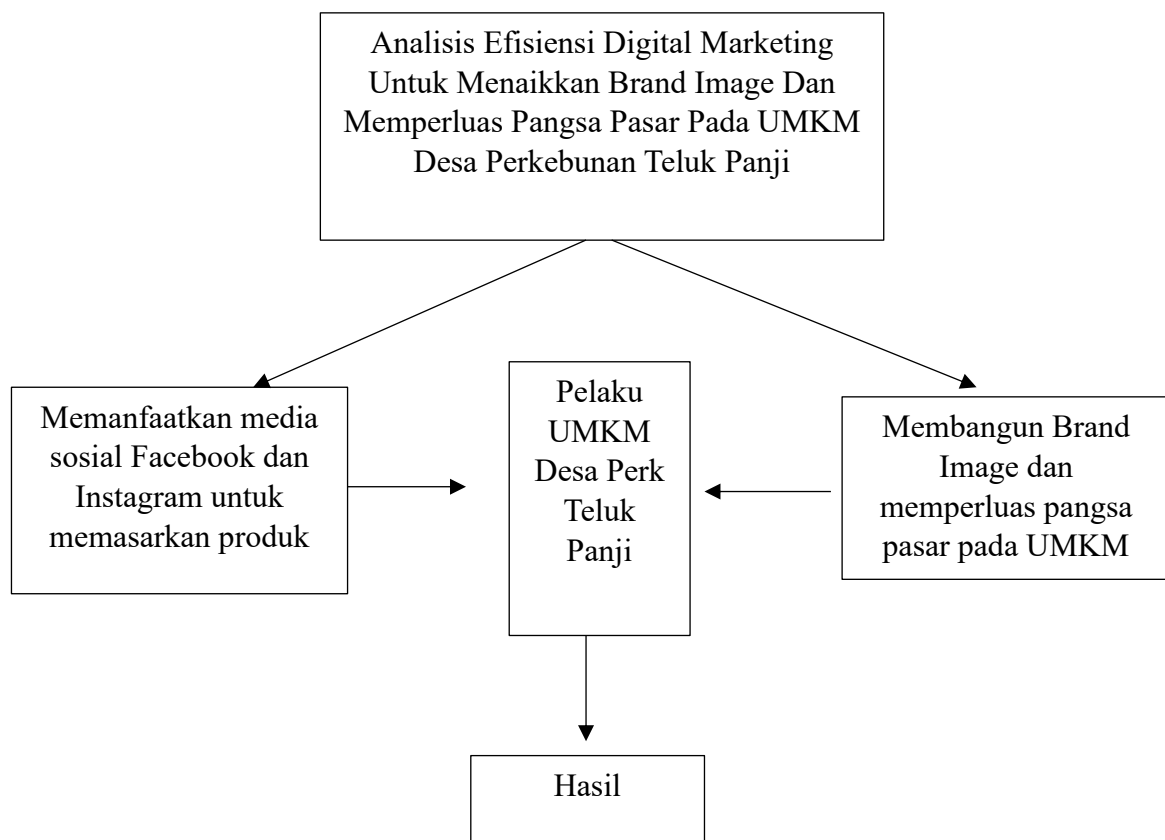 Analisis Efisiensi Digital Marketing
Untuk Menaikkan Brand Image Dan
Memperluas Pangsa Pasar Pada UMKM
Desa Perkebunan Teluk Panji
Memanfaatkan media
sosial Facebook dan
Instagram untuk
memasarkan produk
Pelaku
UMKM
Desa Perk
Teluk
Panji
Membangun Brand
Image dan
memperluas pangsa
pasar pada UMKM
Hasil